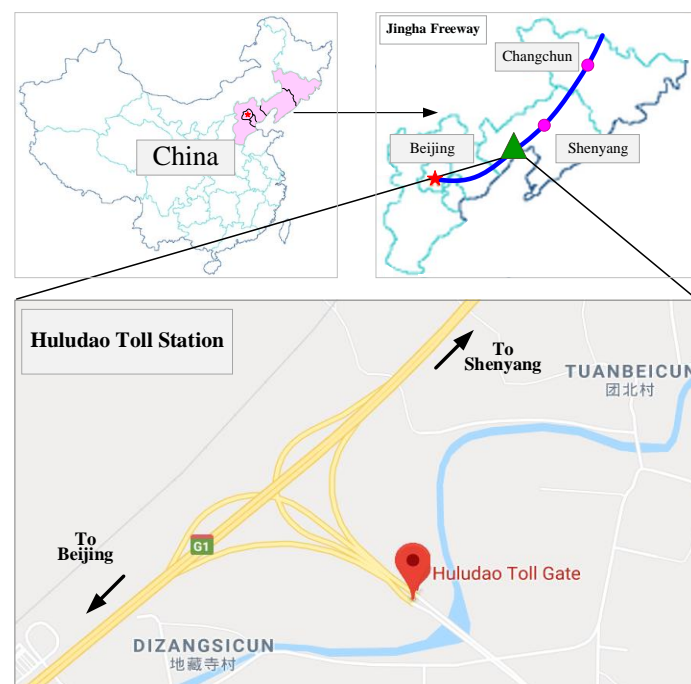 China
Jingha Freeway
Changchun
Beijing
Shenyang
Huludao Toll Station
To
Shenyang
TUANBEICUN
团北村
To
Beijing
G1
Huludao Toll Gate
DIZANGSICUN
地藏寺村